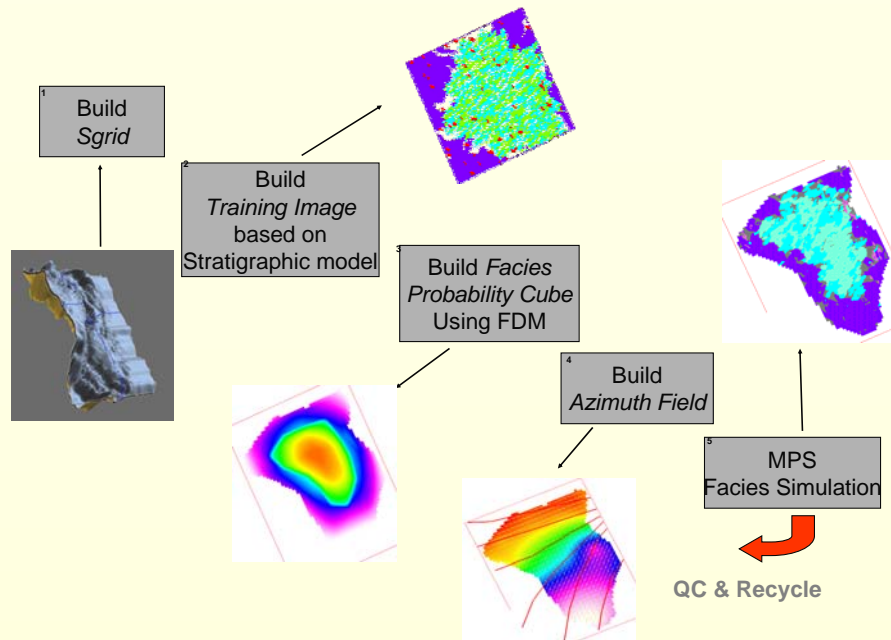 1
Build
Sgrid
2
Build
Training Image
based on
Stratigraphic model
3
Build Facies
Probability Cube
Using FDM
4
Build
Azimuth Field
5
MPS
Facies Simulation
QC & Recycle